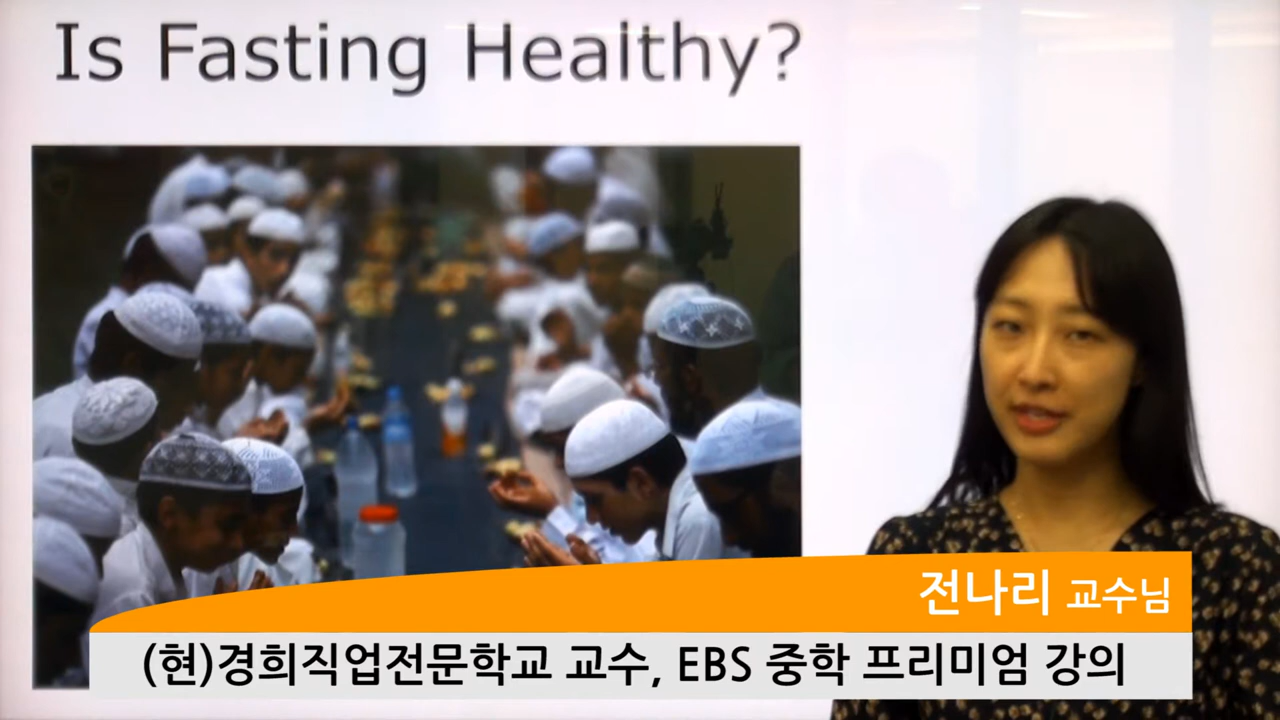 Is Fasting Healthy?
전나리 교수님
(현)경희직업전문학교 교수, EBS 중학 프리미엄 강의